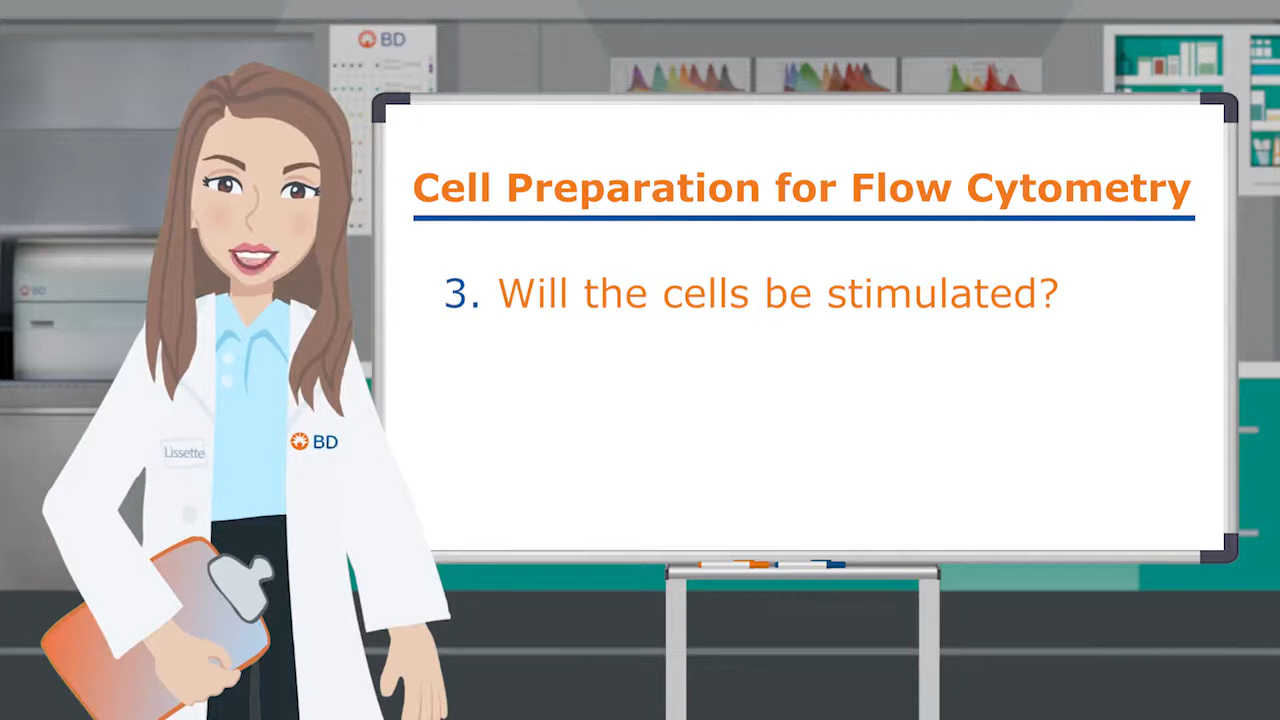 BD
Cell Preparation for Flow Cytometry
3. Will the cells be stimulated?
BD
Lissette
BD